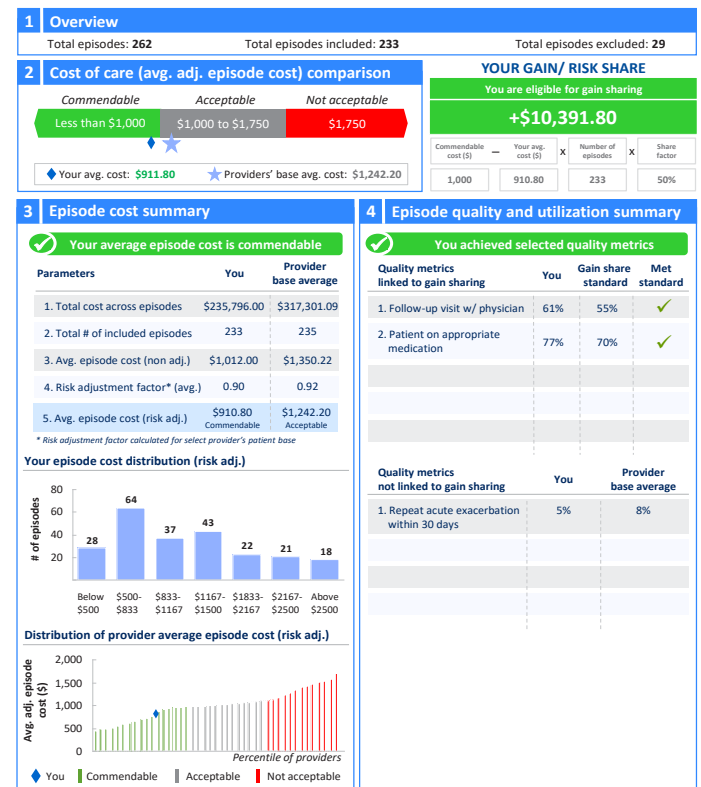 1 Overview
Total episodes: 262 Total episodes included: 233 Total episodes excluded: 29
2 Cost of care (avg. adj. episode cost) comparison
Commendable Acceptable Not acceptable
Less than $1,000 $1,000 to $1,750 $1,750
Your avg. cost: $911.80 Providers' base avg. cost: $1,242.20
YOUR GAIN/ RISK SHARE
You are eligible for gain sharing
+$10,391.80
Commendable cost ($) — Your avg. cost ($) X Number of episodes X Share factor
1,000 910.80 233 50%
3 Episode cost summary
Your average episode cost is commendable
Parameters You Provider base average
1. Total cost across episodes $235,796.00 $317,301.09
2. Total # of included episodes 233 235
3. Avg. episode cost (non adj.) $1,012.00 $1,350.22
4. Risk adjustment factor* (avg.) 0.90 0.92
5. Avg. episode cost (risk adj.) $910.80 $1,242.20
Commendable Acceptable
* Risk adjustment factor calculated for select provider's patient base
Your episode cost distribution (risk adj.)
# of episodes
80
60
40
20
28 64 37 43 22 21 18
Below $500- $833- $1167- $1833- $2167- Above
$500 $833 $1167 $1500 $2167 $2500 $2500
Distribution of provider average episode cost (risk adj.)
Avg. adj. episode
cost ($)
2,000
1,500
1,000
500
0
Percentile of providers
You Commendable Acceptable Not acceptable
4 Episode quality and utilization summary
You achieved selected quality metrics
Quality metrics Gain share Met
linked to gain sharing You standard standard
1. Follow-up visit w/ physician 61% 55%
2. Patient on appropriate
medication 77% 70%
Quality metrics Provider
not linked to gain sharing You base average
1. Repeat acute exacerbation 5% 8%
within 30 days